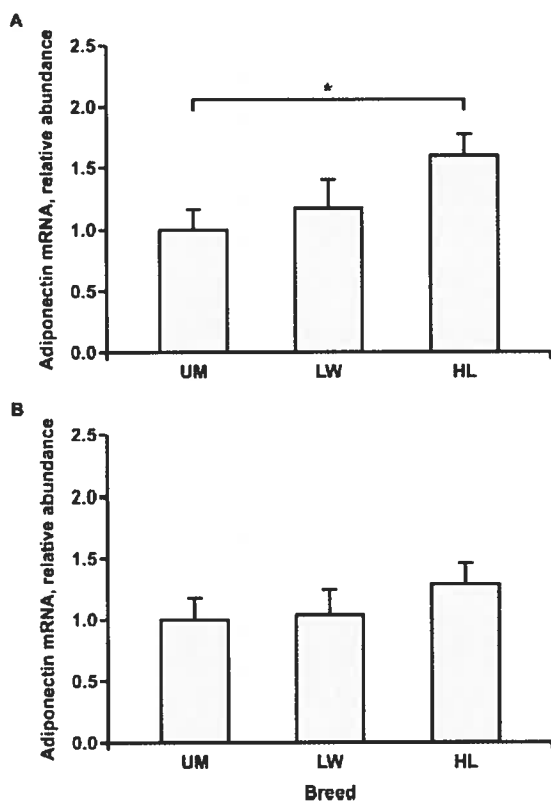 A
Adiponectin mRNA, relative abundance
2.5
2.0
1.5
1.0
0.5
0.0
*
UM LW HL
B
Adiponectin mRNA, relative abundance
2.5
2.0
1.5
1.0
0.5
0.0
UM LW HL
Breed